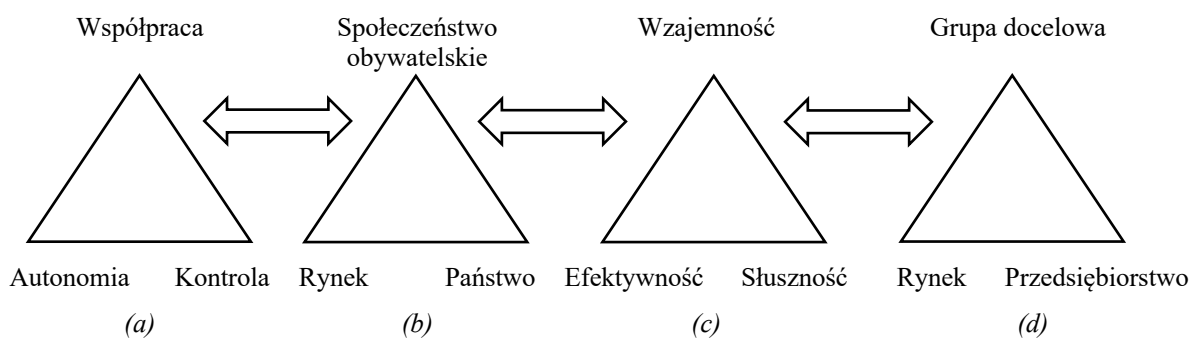 Współpraca
Społeczeństwo
obywatelskie
Wzajemność
Grupa docelowa
Autonomia
Kontrola
Rynek
Państwo
Efektywność
Słuszność
Rynek
Przedsiębiorstwo
(a)
(b)
(c)
(d)